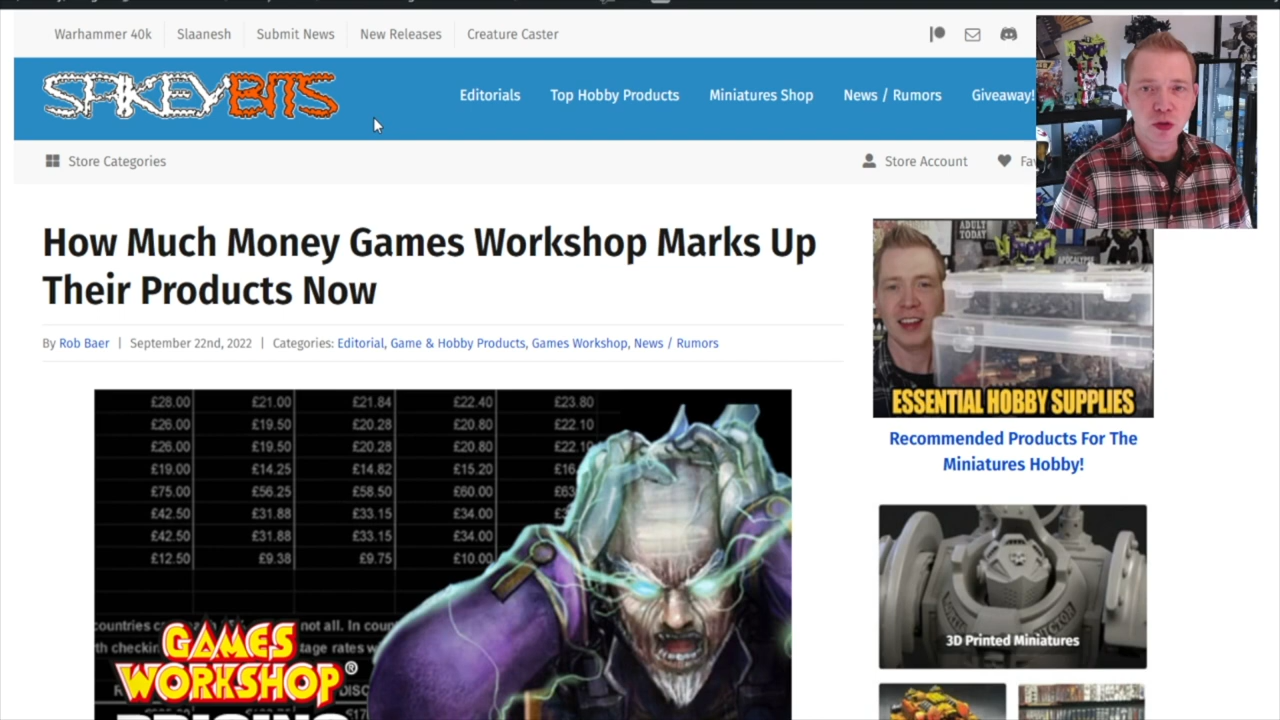 Warhammer 40k
Slaanesh
Submit News
New Releases
Creature Caster
SPIKEYBITS
Editorials
Top Hobby Products
Miniatures Shop
News / Rumors
Giveaway!
Store Categories
Store Account
How Much Money Games Workshop Marks Up
Their Products Now
By Rob Baer | September 22nd, 2022 | Categories: Editorial, Game & Hobby Products, Games Workshop, News / Rumors
ADULT
TODAY
APOCALYPSE
ESSENTIAL HOBBY SUPPLIES
Recommended Products For The
Miniatures Hobby!
3D Printed Miniatures
£28.00 £21.00 £21.84 £22.40 £23.80
£26.00 £19.50 £20.28 £20.80 £22.10
£26.00 £19.50 £20.28 £20.80 £22.10
£19.00 £14.25 £14.82 £15.20
£75.00 £56.25 £58.50 £60.00
£42.50 £31.88 £33.15 £34.00
£42.50 £31.88 £33.15 £34.00
£12.50 £9.38 £9.75 £10.00
not all. In
GAMES
WORKSHOP®
PRICING